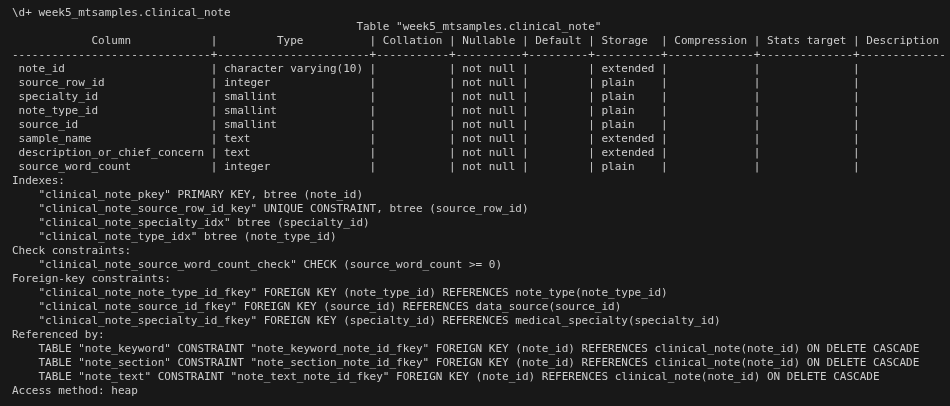 \d+ week5_mtsamples.clinical_note
                                                    Table "week5_mtsamples.clinical_note"
            Column            |         Type          | Collation | Nullable | Default | Storage  | Compression | Stats target | Description
------------------------------+-----------------------+-----------+----------+---------+----------+-------------+--------------+-------------
 note_id                      | character varying(10) |           | not null |         | extended |             |              |
 source_row_id                | integer               |           | not null |         | plain    |             |              |
 specialty_id                 | smallint              |           | not null |         | plain    |             |              |
 note_type_id                 | smallint              |           | not null |         | plain    |             |              |
 source_id                    | smallint              |           | not null |         | plain    |             |              |
 sample_name                  | text                  |           | not null |         | extended |             |              |
 description_or_chief_concern | text                  |           | not null |         | extended |             |              |
 source_word_count            | integer               |           | not null |         | plain    |             |              |
Indexes:
    "clinical_note_pkey" PRIMARY KEY, btree (note_id)
    "clinical_note_source_row_id_key" UNIQUE CONSTRAINT, btree (source_row_id)
    "clinical_note_specialty_idx" btree (specialty_id)
    "clinical_note_type_idx" btree (note_type_id)
Check constraints:
    "clinical_note_source_word_count_check" CHECK (source_word_count >= 0)
Foreign-key constraints:
    "clinical_note_note_type_id_fkey" FOREIGN KEY (note_type_id) REFERENCES note_type(note_type_id)
    "clinical_note_source_id_fkey" FOREIGN KEY (source_id) REFERENCES data_source(source_id)
    "clinical_note_specialty_id_fkey" FOREIGN KEY (specialty_id) REFERENCES medical_specialty(specialty_id)
Referenced by:
    TABLE "note_keyword" CONSTRAINT "note_keyword_note_id_fkey" FOREIGN KEY (note_id) REFERENCES clinical_note(note_id) ON DELETE CASCADE
    TABLE "note_section" CONSTRAINT "note_section_note_id_fkey" FOREIGN KEY (note_id) REFERENCES clinical_note(note_id) ON DELETE CASCADE
    TABLE "note_text" CONSTRAINT "note_text_note_id_fkey" FOREIGN KEY (note_id) REFERENCES clinical_note(note_id) ON DELETE CASCADE
Access method: heap